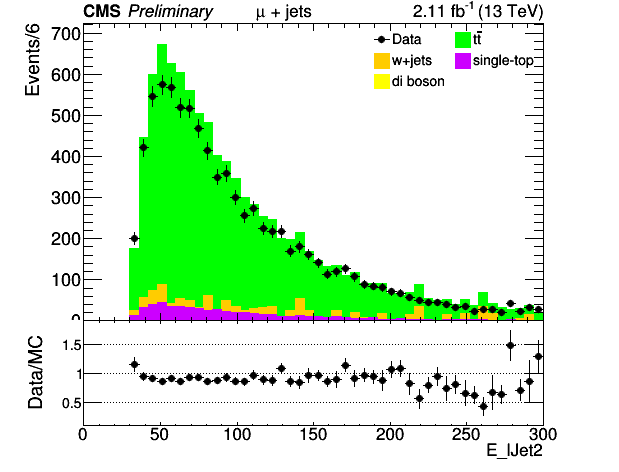 CMS Preliminary μ + jets 2.11 fb⁻¹ (13 TeV)
Events/6
700
600
500
400
300
200
100
0
Data
tt̄
w+jets
single-top
di boson
Data/MC
1.5
1
0.5
0 50 100 150 200 250 300
E_lJet2